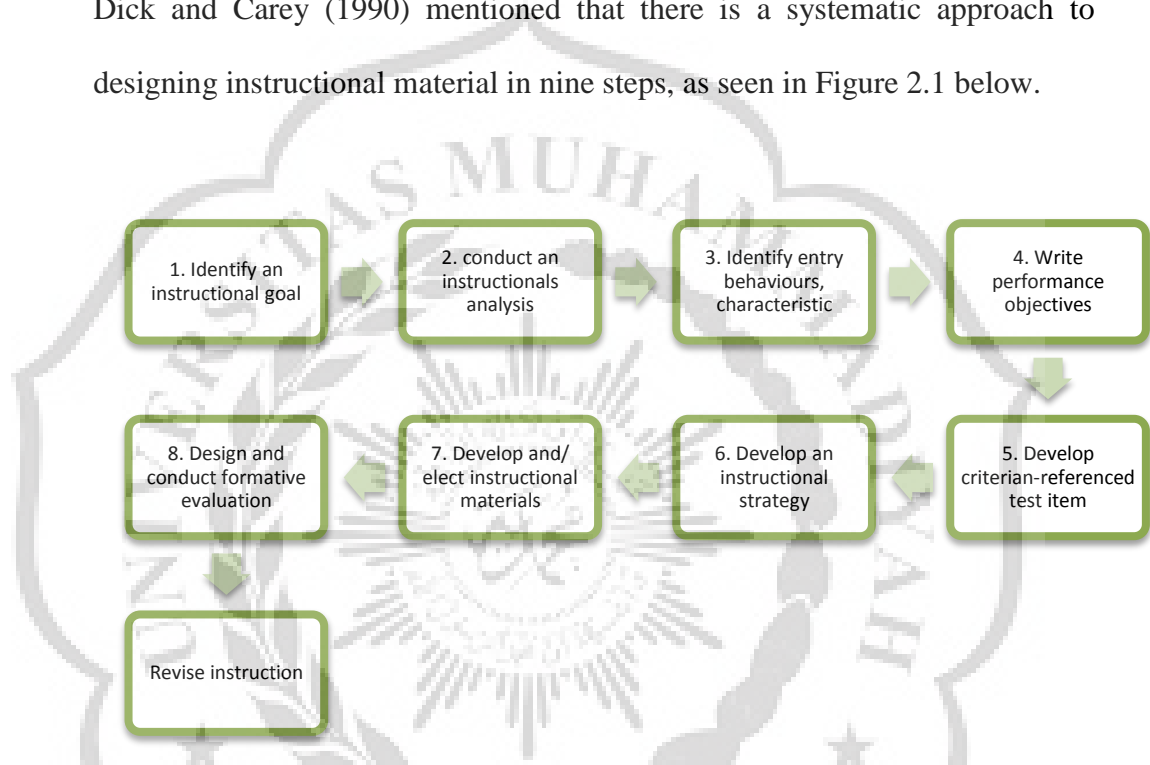 Dick and Carey (1990) mentioned that there is a systematic approach to
designing instructional material in nine steps, as seen in Figure 2.1 below.
1. Identify an
instructional goal
2. conduct an
instructionals
analysis
3. Identify entry
behaviours,
characteristic
4. Write
performance
objectives
5. Develop
criterian-referenced
test item
6. Develop an
instructional
strategy
7. Develop and/
elect instructional
materials
8. Design and
conduct formative
evaluation
Revise instruction
UNIVERSITAS MUHAMMADIYAH